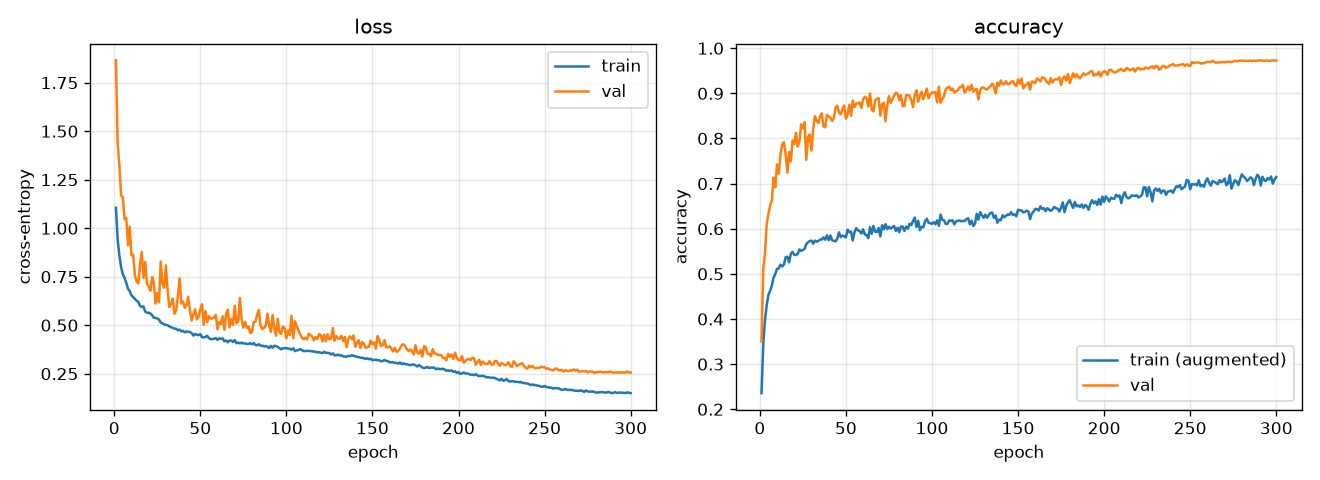 loss
cross-entropy
1.75
1.50
1.25
1.00
0.75
0.50
0.25
0 50 100 150 200 250 300
epoch
train
val
accuracy
accuracy
1.0
0.9
0.8
0.7
0.6
0.5
0.4
0.3
0.2
0 50 100 150 200 250 300
epoch
train (augmented)
val